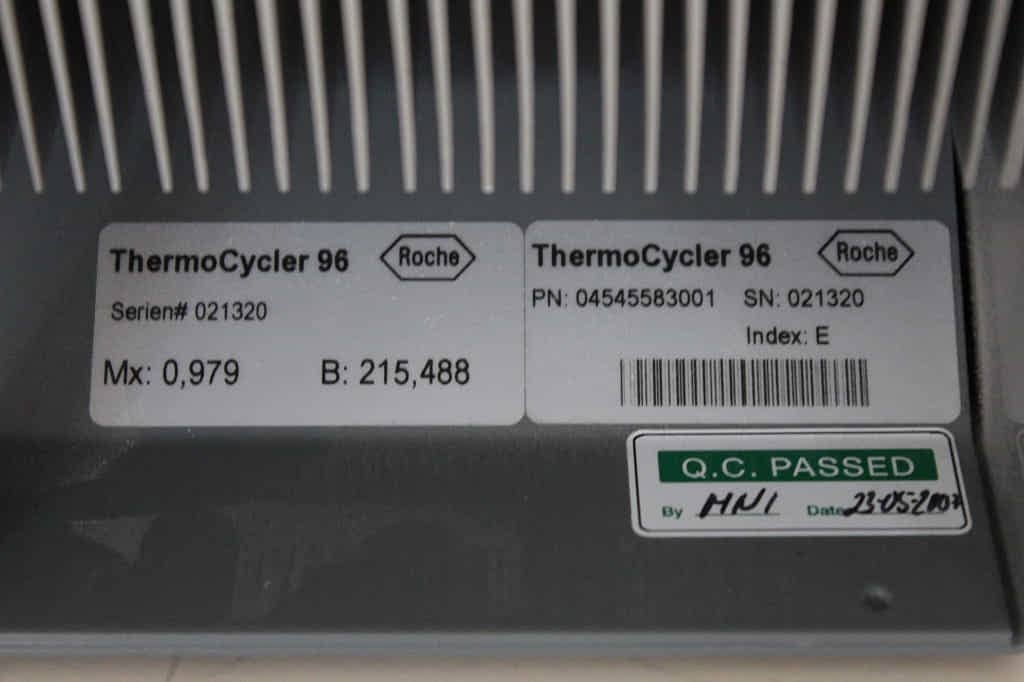 ThermoCycler 96 Roche
Serien# 021320
Mx: 0,979 B: 215,488
ThermoCycler 96 Roche
PN: 04545583001 SN: 021320
Index: E
Q.C. PASSED
By HNI Date 23-05-2007